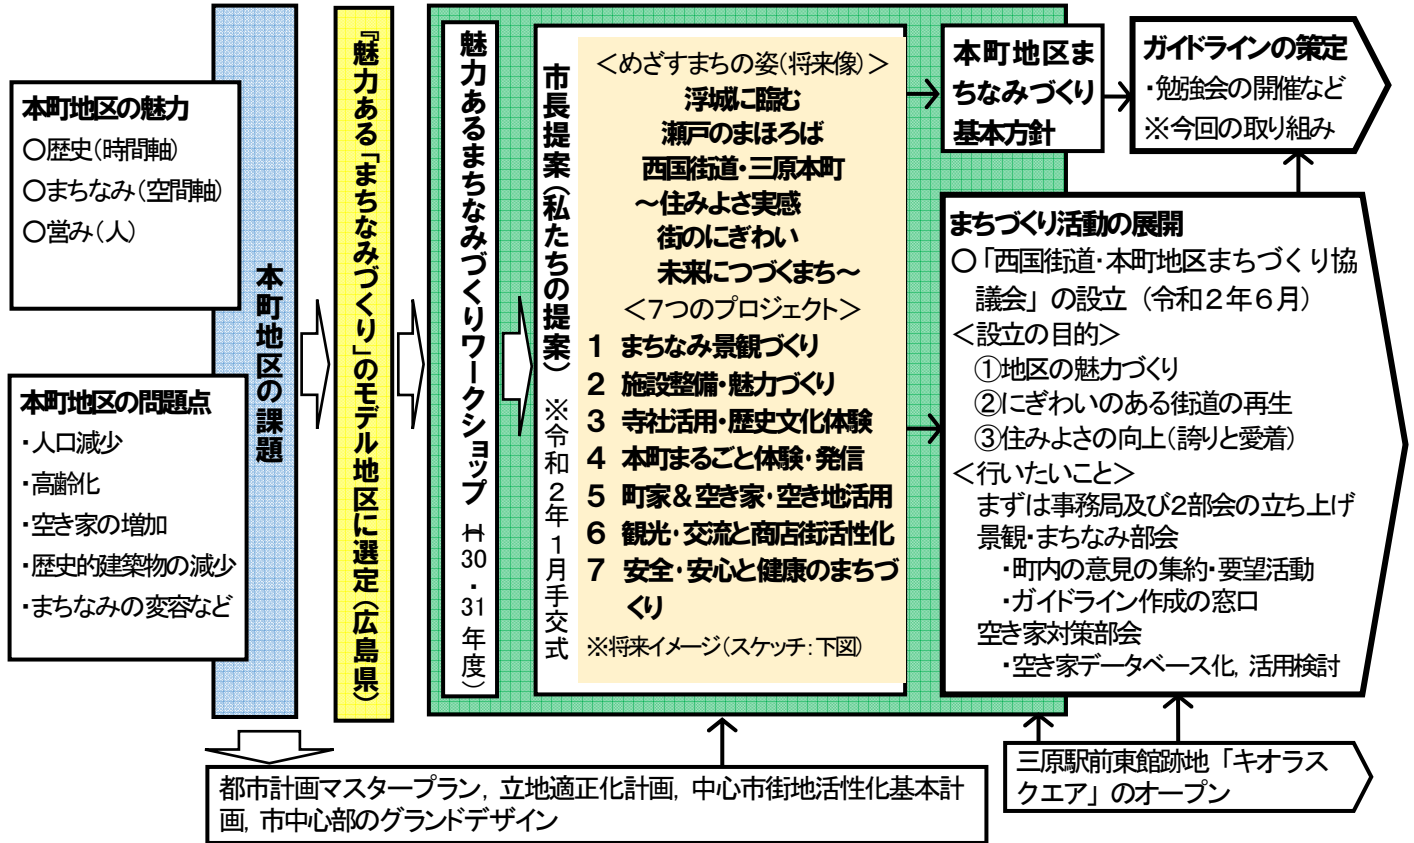 本町地区の魅力
○歴史(時間軸)
○まちなみ(空間軸)
○営み(人)
本町地区の問題点
・人口減少
・高齢化
・空き家の増加
・歴史的建築物の減少
・まちなみの変容など
本町地区の課題
『魅力ある「まちなみづくり」のモデル地区に選定(広島県)
魅力あるまちなみづくりワークショップ(H30・31年度)
市長提案(私たちの提案) ※令和2年1月手交式
<めざすまちの姿(将来像)>
浮城に臨む
瀬戸のまほろば
西国街道・三原本町
~住みよさ実感
街のにぎわい
未来につづくまち~
<7つのプロジェクト>
1 まちなみ景観づくり
2 施設整備・魅力づくり
3 寺社活用・歴史文化体験
4 本町まるごと体験・発信
5 町家&空き家・空き地活用
6 観光・交流と商店街活性化
7 安全・安心と健康のまちづ
くり
※将来イメージ(スケッチ:下図)
本町地区ま
ちなみづくり
基本方針
ガイドラインの策定
・勉強会の開催など
※今回の取り組み
まちづくり活動の展開
○「西国街道・本町地区まちづくり協
議会」の設立(令和2年6月)
<設立の目的>
①地区の魅力づくり
②にぎわいのある街道の再生
③住みよさの向上(誇りと愛着)
<行いたいこと>
まずは事務局及び2部会の立ち上げ
景観・まちなみ部会
・町内の意見の集約・要望活動
・ガイドライン作成の窓口
空き家対策部会
・空き家データベース化, 活用検討
都市計画マスタープラン, 立地適正化計画, 中心市街地活性化基本計
画, 市中心部のグランドデザイン
三原駅前東館跡地「キオラス
クエア」のオープン